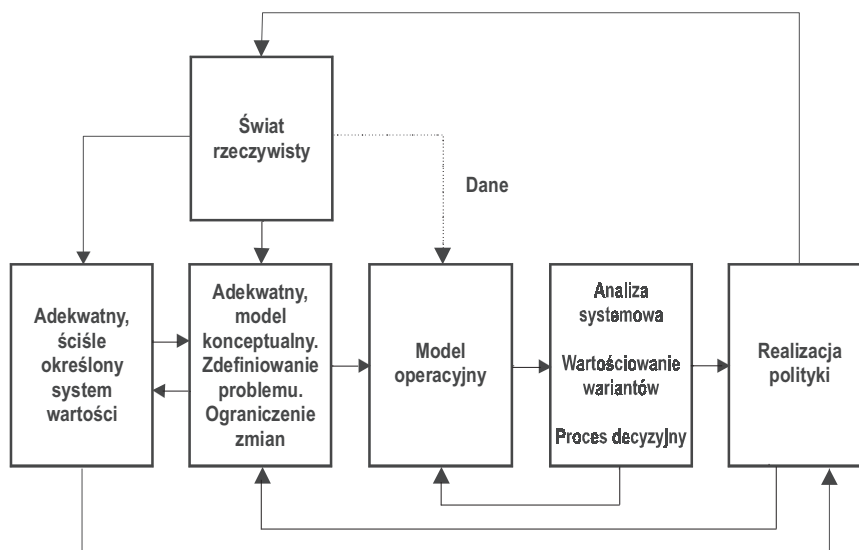 Świat
rzeczywisty
Dane
Adekwatny,
ściśle
określony
system
wartości
Adekwatny,
model
konceptualny.
Zdefiniowanie
problemu.
Ograniczenie
zmian
Model
operacyjny
Analiza
systemowa
Wartościowanie
wariantów
Proces decyzyjny
Realizacja
polityki